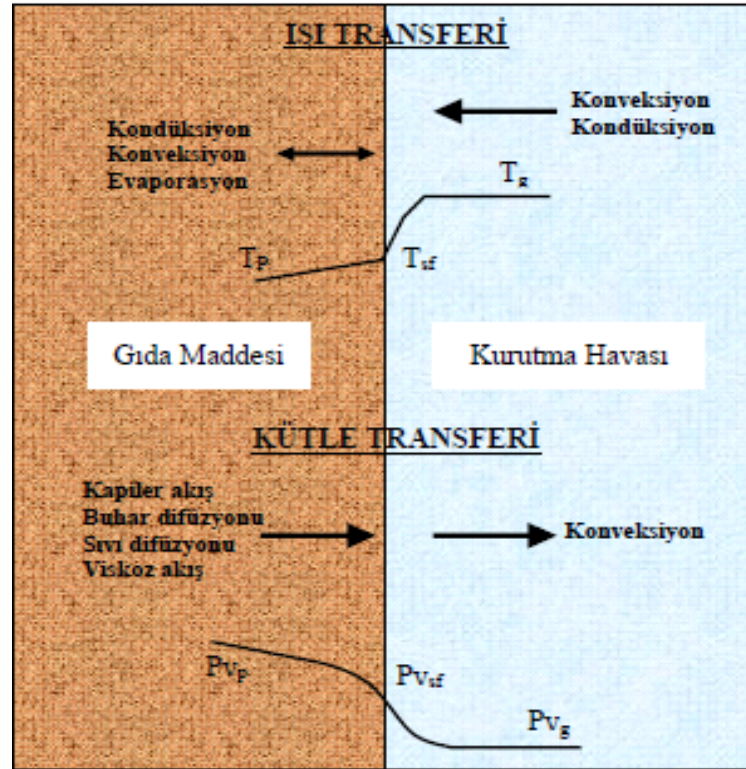 ISI TRANSFERİ
Kondüksiyon
Konveksiyon
Evaporasyon
Konveksiyon
Kondüksiyon
Tg
TP
Tsf
Gıda Maddesi
Kurutma Havası
KÜTLE TRANSFERİ
Kapiler akış
Buhar difüzyonu
Sıvı difüzyonu
Viskoz akış
Konveksiyon
PvP
Pvsf
Pvg